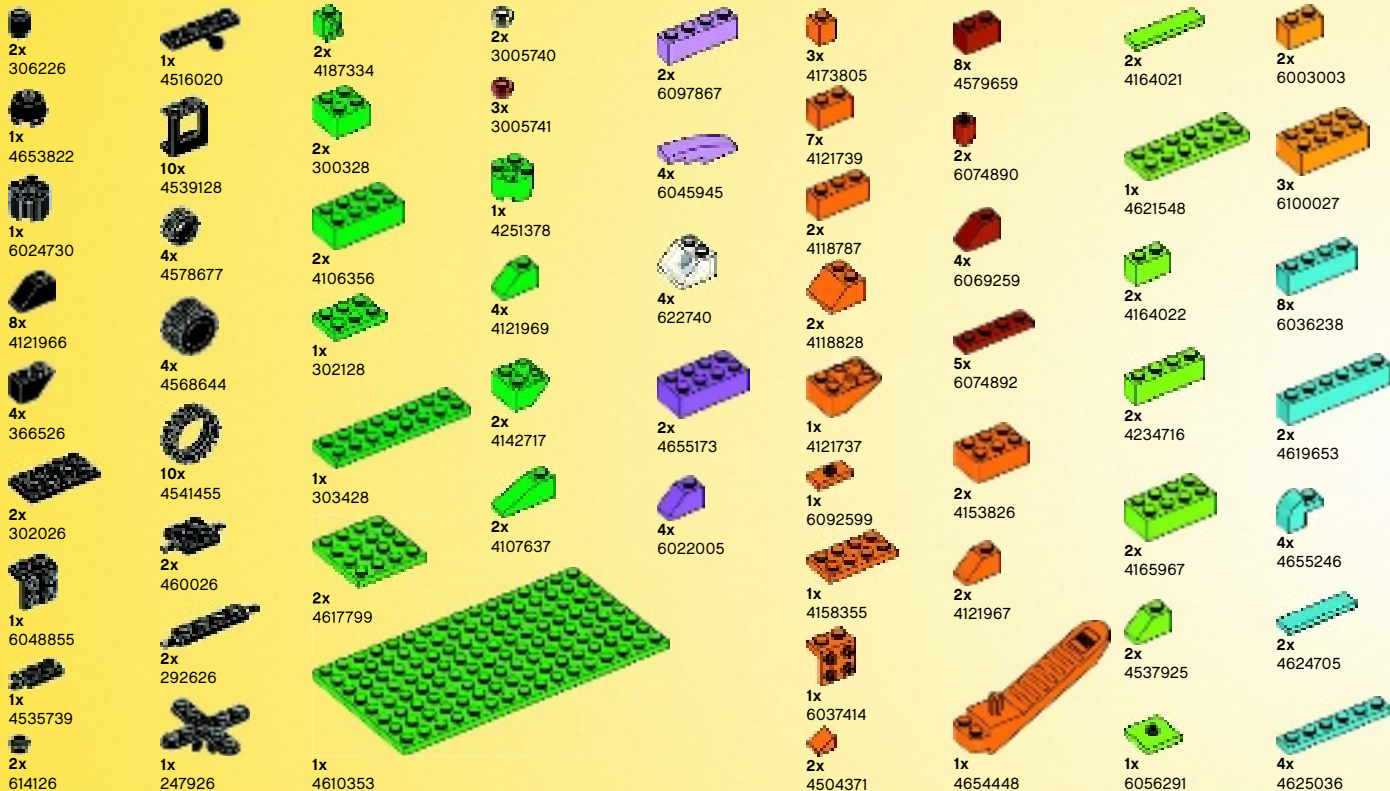 2x
306226
1x
4653822
1x
6024730
8x
4121966
4x
366526
2x
302026
1x
6048855
1x
4535739
2x
614126
1x
4516020
10x
4539128
4x
4578677
4x
4568644
10x
4541455
2x
460026
2x
292626
1x
247926
2x
4187334
2x
300328
2x
4106356
1x
302128
1x
303428
2x
4617799
1x
4610353
2x
3005740
3x
3005741
1x
4251378
4x
4121969
2x
4142717
2x
4107637
2x
6097867
4x
6045945
4x
622740
2x
4655173
4x
6022005
3x
4173805
7x
4121739
2x
4118787
2x
4118828
1x
4121737
1x
6092599
1x
4158355
1x
6037414
2x
4504371
8x
4579659
2x
6074890
4x
6069259
5x
6074892
2x
4153826
2x
4121967
1x
4654448
2x
4164021
1x
4621548
2x
4164022
2x
4234716
2x
4165967
2x
4537925
1x
6056291
2x
6003003
3x
6100027
8x
6036238
2x
4619653
4x
4655246
2x
4624705
4x
4625036